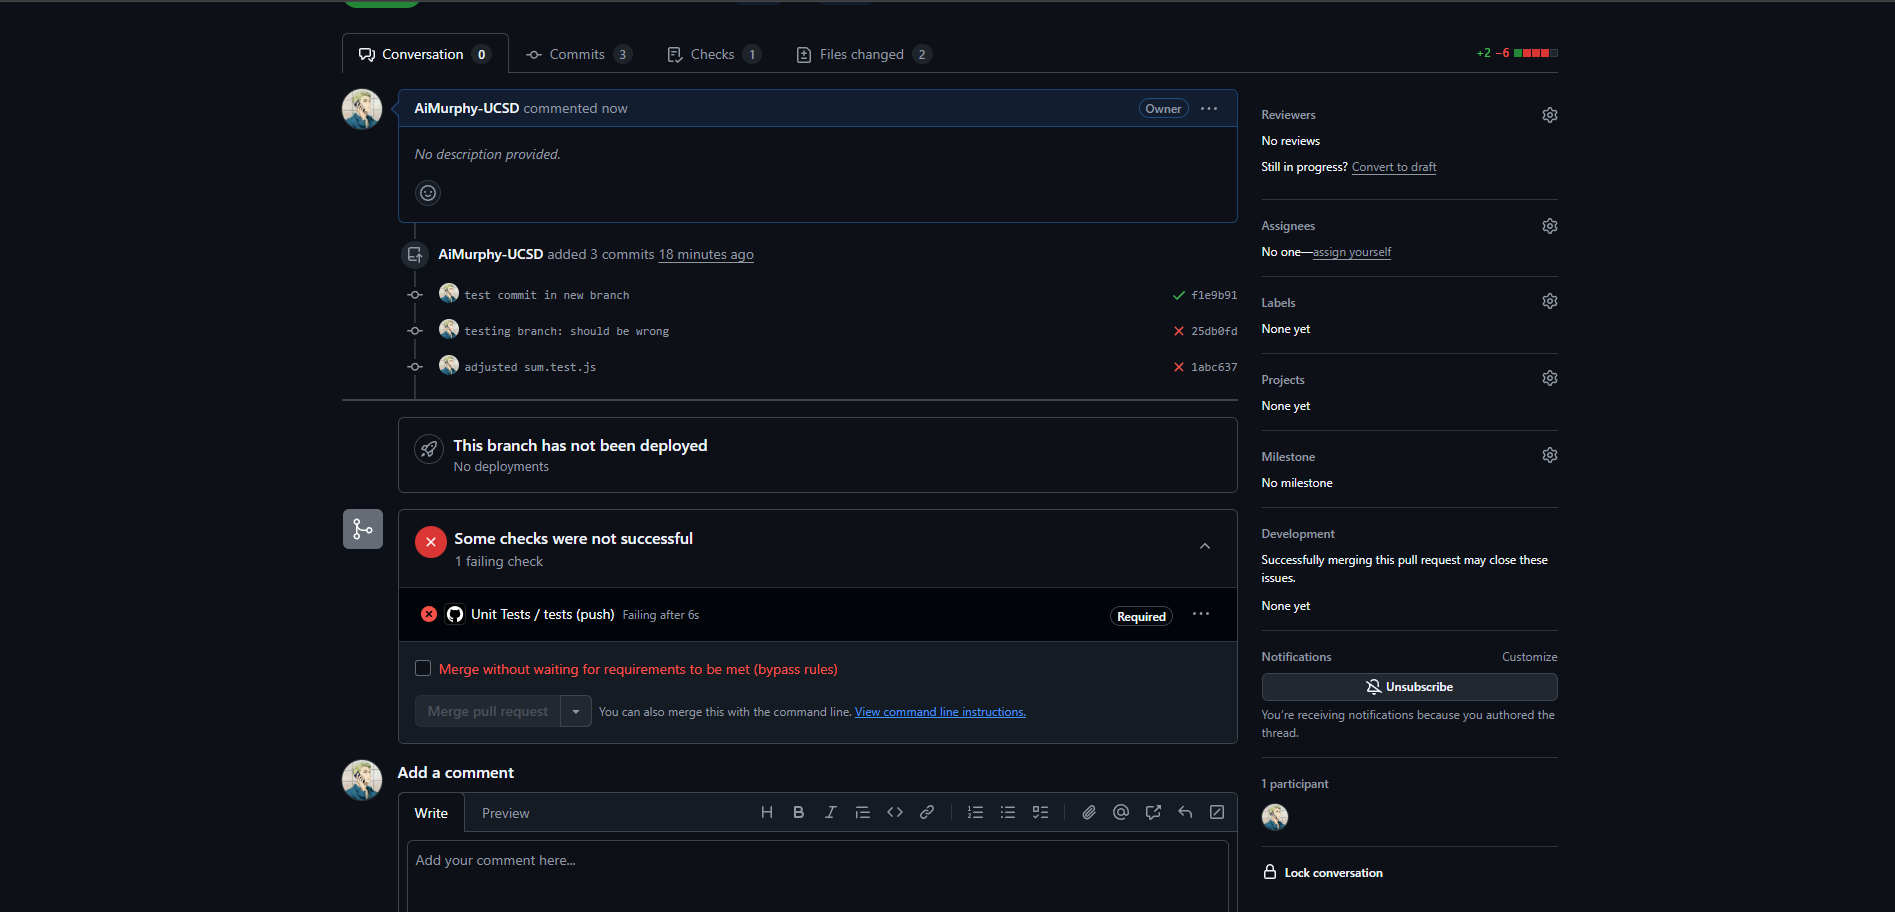 Conversation 0
Commits 3
Checks 1
Files changed 2
+2 −6
AiMurphy-UCSD commented now
Owner
No description provided.
AiMurphy-UCSD added 3 commits 18 minutes ago
test commit in new branch
f1e9b91
testing branch: should be wrong
25db0fd
adjusted sum.test.js
1abc637
This branch has not been deployed
No deployments
Some checks were not successful
1 failing check
Unit Tests / tests (push) Failing after 6s
Required
Merge without waiting for requirements to be met (bypass rules)
Merge pull request
You can also merge this with the command line. View command line instructions.
Add a comment
Write
Preview
Add your comment here...
Reviewers
No reviews
Still in progress? Convert to draft
Assignees
No one—assign yourself
Labels
None yet
Projects
None yet
Milestone
No milestone
Development
Successfully merging this pull request may close these
issues.
None yet
Notifications
Customize
Unsubscribe
You're receiving notifications because you authored the
thread.
1 participant
Lock conversation